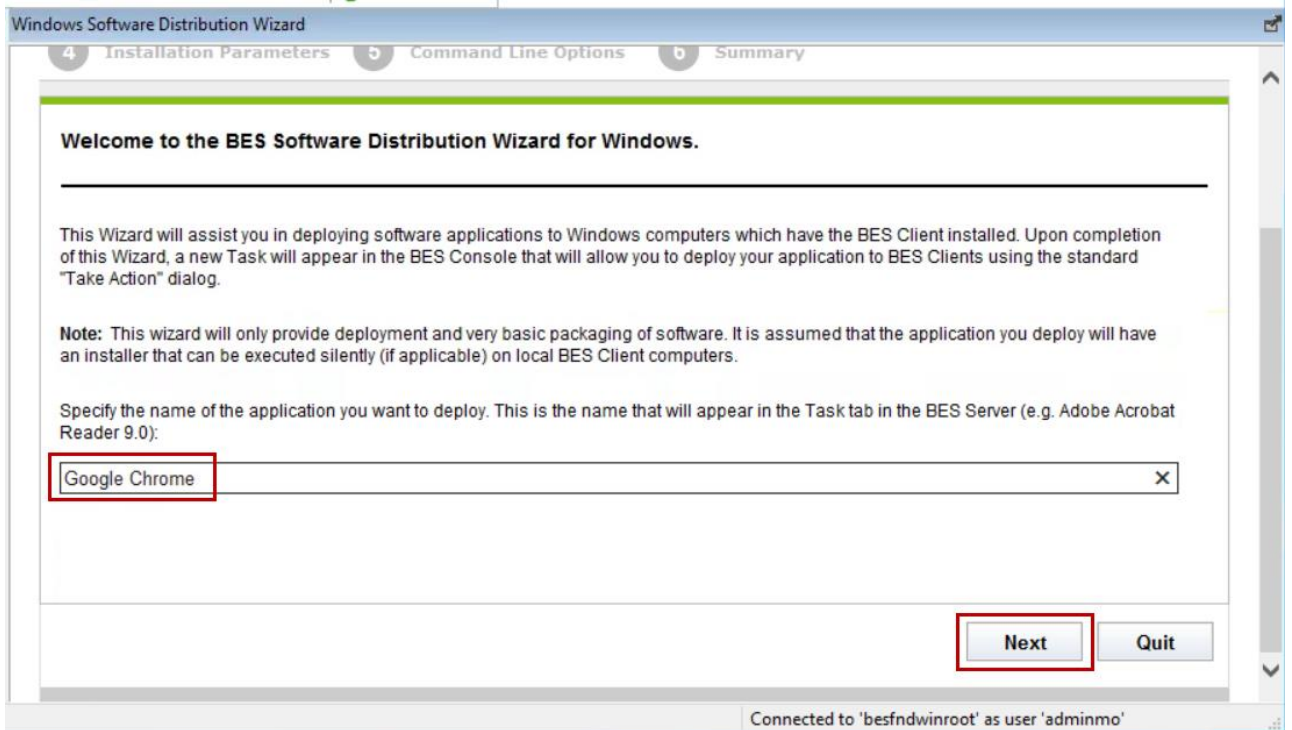 Windows Software Distribution Wizard
4 Installation Parameters 5 Command Line Options 6 Summary
Welcome to the BES Software Distribution Wizard for Windows.
This Wizard will assist you in deploying software applications to Windows computers which have the BES Client installed. Upon completion
of this Wizard, a new Task will appear in the BES Console that will allow you to deploy your application to BES Clients using the standard
"Take Action" dialog.
Note: This wizard will only provide deployment and very basic packaging of software. It is assumed that the application you deploy will have
an installer that can be executed silently (if applicable) on local BES Client computers.
Specify the name of the application you want to deploy. This is the name that will appear in the Task tab in the BES Server (e.g. Adobe Acrobat
Reader 9.0):
Google Chrome
Next Quit
Connected to 'besfndwinroot' as user 'adminmo'